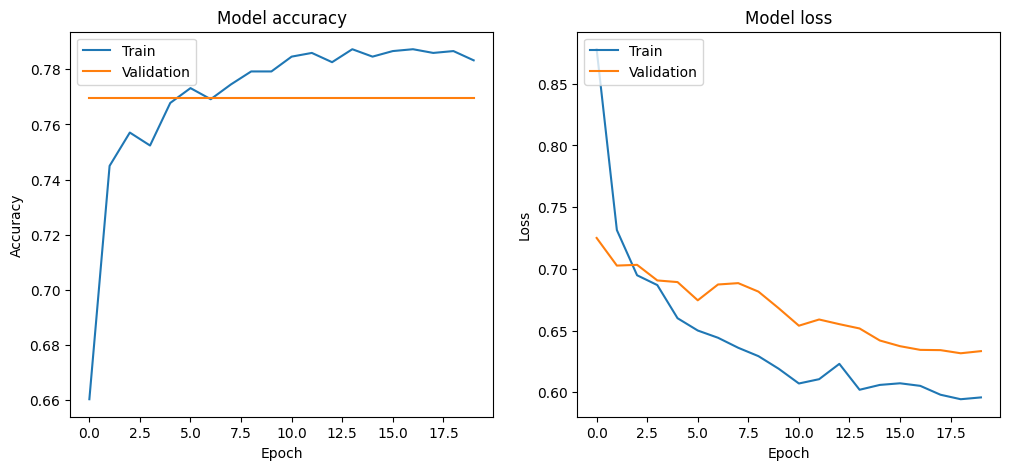 Model accuracy
Train
Validation
0.78
0.76
0.74
0.72
0.70
0.68
0.66
Accuracy
0.0 2.5 5.0 7.5 10.0 12.5 15.0 17.5
Epoch
Model loss
Train
Validation
0.85
0.80
0.75
0.70
0.65
0.60
Loss
0.0 2.5 5.0 7.5 10.0 12.5 15.0 17.5
Epoch